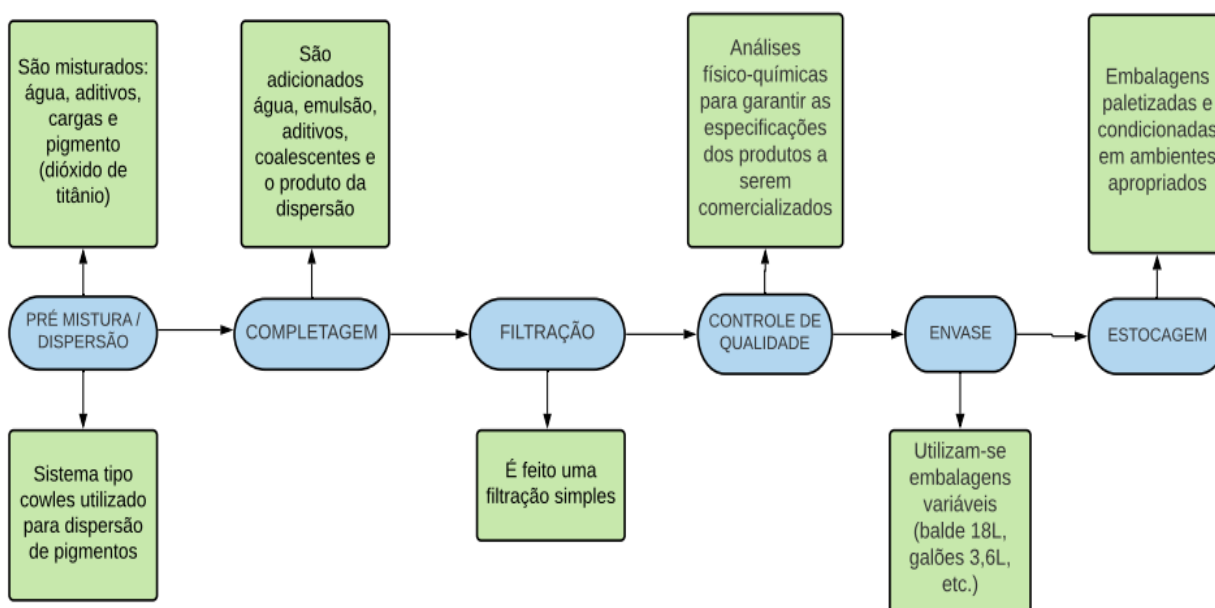 São misturados:
água, aditivos,
cargas e
pigmento
(dióxido de
titânio)
São
adicionados
água, emulsão,
aditivos,
coalescentes e
o produto da
dispersão
Análises
físico-químicas
para garantir as
especificações
dos produtos a
serem
comercializados
Embalagens
paletizadas e
condicionadas
em ambientes
apropriados
PRÉ MISTURA /
DISPERSÃO
COMPLETAGEM
FILTRAÇÃO
CONTROLE DE
QUALIDADE
ENVASE
ESTOCAGEM
Sistema tipo
cowles utilizado
para dispersão
de pigmentos
É feito uma
filtração simples
Utilizam-se
embalagens
variáveis
(balde 18L,
galões 3,6L,
etc.)